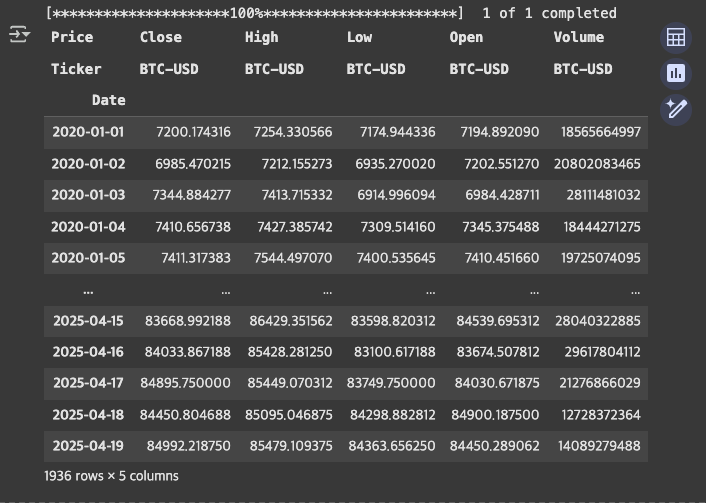 [*********************100%***********************]  1 of 1 completed
Price Close High Low Open Volume
Ticker BTC-USD BTC-USD BTC-USD BTC-USD BTC-USD
Date
2020-01-01 7200.174316 7254.330566 7174.944336 7194.892090 18565664997
2020-01-02 6985.470215 7212.155273 6935.270020 7202.551270 20802083465
2020-01-03 7344.884277 7413.715332 6914.996094 6984.428711 28111481032
2020-01-04 7410.656738 7427.385742 7309.514160 7345.375488 18444271275
2020-01-05 7411.317383 7544.497070 7400.535645 7410.451660 19725074095
... ... ... ... ... ...
2025-04-15 83668.992188 86429.351562 83598.820312 84539.695312 28040322885
2025-04-16 84033.867188 85428.281250 83100.617188 83674.507812 29617804112
2025-04-17 84895.750000 85449.070312 83749.750000 84030.671875 21276866029
2025-04-18 84450.804688 85095.046875 84298.882812 84900.187500 12728372364
2025-04-19 84992.218750 85479.109375 84363.656250 84450.289062 14089279488
1936 rows × 5 columns